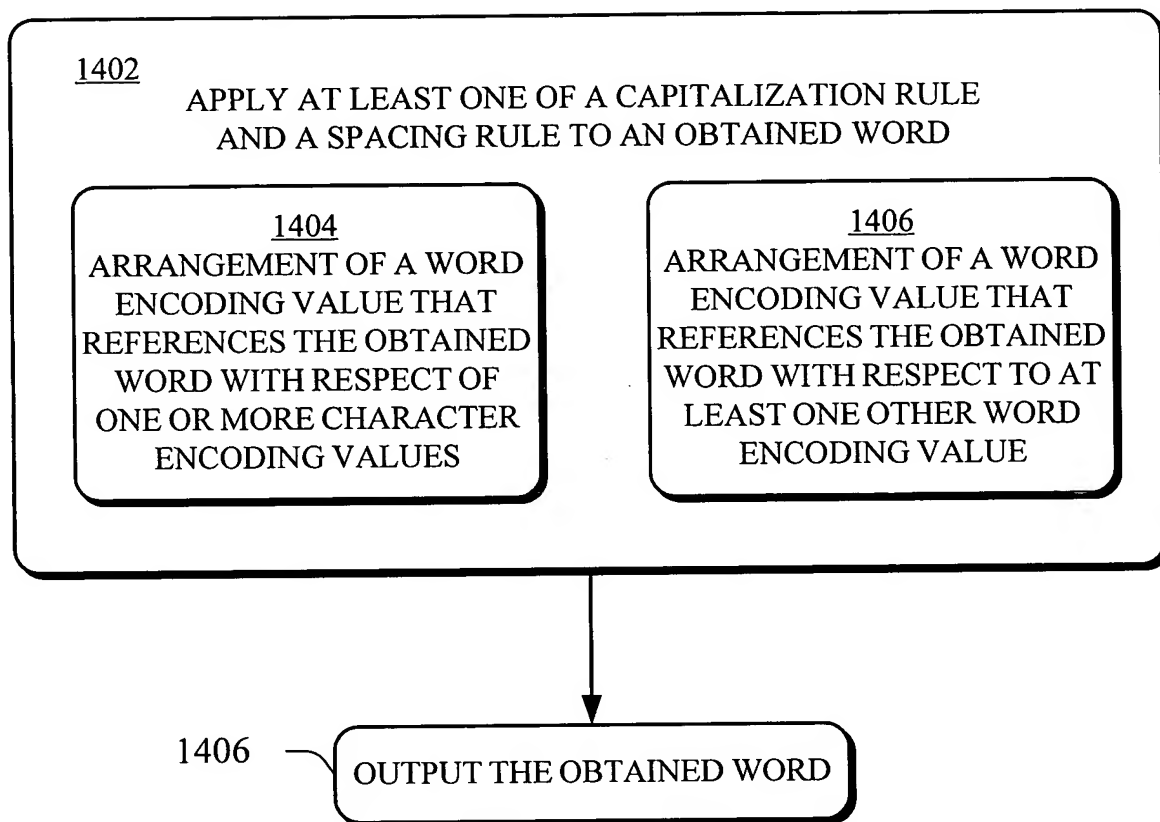 1402
APPLY AT LEAST ONE OF A CAPITALIZATION RULE
AND A SPACING RULE TO AN OBTAINED WORD
1404
ARRANGEMENT OF A WORD
ENCODING VALUE THAT
REFERENCES THE OBTAINED
WORD WITH RESPECT OF
ONE OR MORE CHARACTER
ENCODING VALUES
1406
ARRANGEMENT OF A WORD
ENCODING VALUE THAT
REFERENCES THE OBTAINED
WORD WITH RESPECT TO AT
LEAST ONE OTHER WORD
ENCODING VALUE
1406
OUTPUT THE OBTAINED WORD